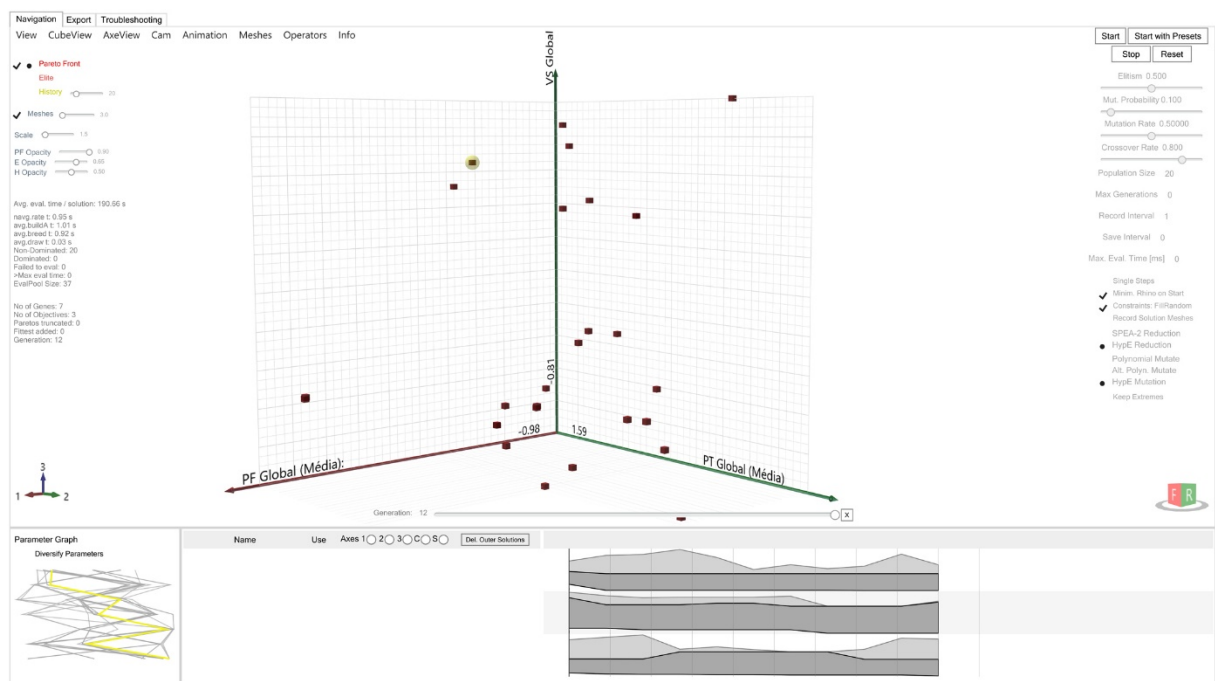 Navigation Export Troubleshooting
View CubeView AxeView Cam Animation Meshes Operators Info
Pareto Front
Elite
History 20
Meshes 3.0
Scale 1.5
PF Opacity 0.90
E Opacity 0.65
H Opacity 0.50
Avg. eval. time / solution: 190.66 s
navg.rate t: 0.95 s
avg.buildA t: 1.01 s
avg.breed t: 0.92 s
avg.draw t: 0.03 s
Non-Dominated: 20
Dominated: 0
Failed to eval: 0
>Max eval time: 0
EvalPool Size: 37
No of Genes: 7
No of Objectives: 3
Paretos truncated: 0
Fittest added: 0
Generation: 12
VS Global
-0.81
-0.98
1.59
PF Global (Média):
PT Global (Média)
3
1 2
Generation: 12
X
Start Start with Presets
Stop Reset
Elitism 0.500
Mut. Probability 0.100
Mutation Rate 0.50000
Crossover Rate 0.800
Population Size 20
Max Generations 0
Record Interval 1
Save Interval 0
Max. Eval. Time [ms] 0
Single Steps
Minim. Rhino on Start
Constraints: FillRandom
Record Solution Meshes
SPEA-2 Reduction
HypE Reduction
Polynomial Mutate
Alt. Polyn. Mutate
HypE Mutation
Keep Extremes
F R
Parameter Graph
Diversify Parameters
Name Use Axes 1 2 3 C S Del. Outer Solutions